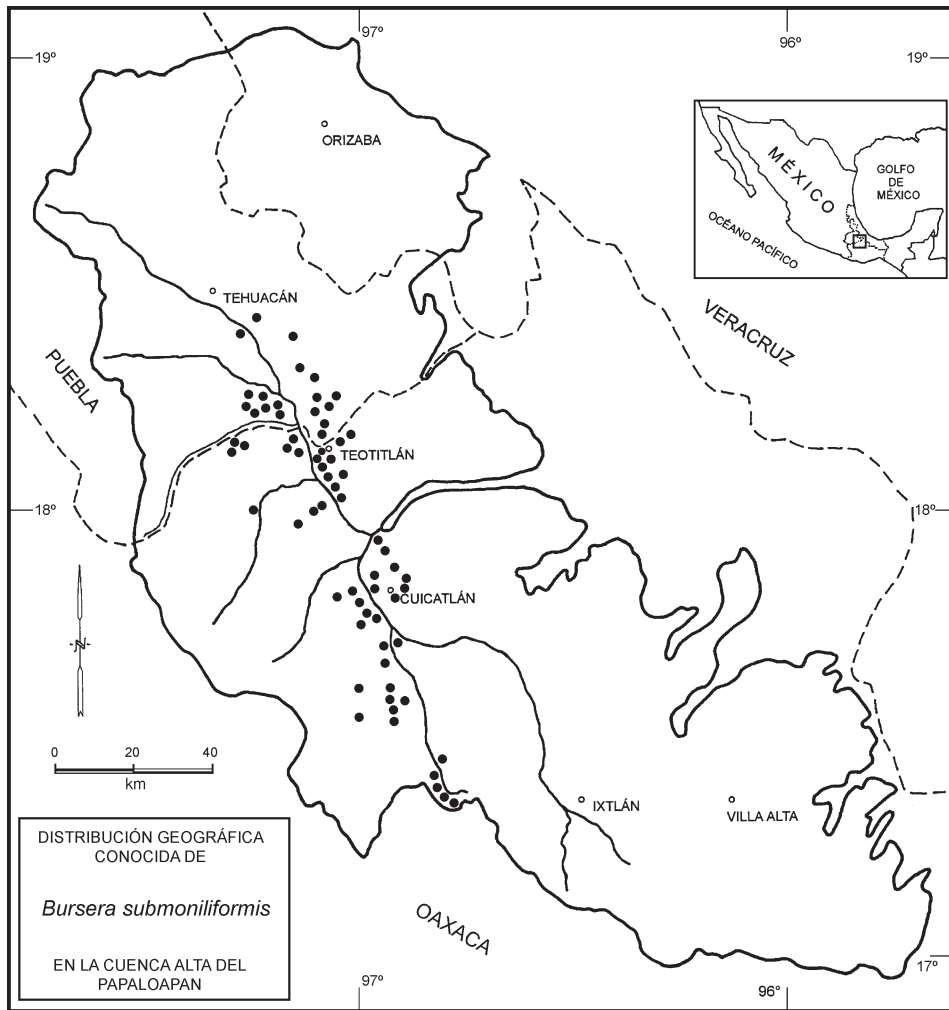 97º
96º
19º
19º
ORIZABA
MÉXICO
GOLFO
DE
MÉXICO
OCÉANO PACÍFICO
TEHUACÁN
VERACRUZ
PUEBLA
TEOTITLÁN
18º
18º
CUICATLÁN
N
0 20 40
km
IXTLÁN
VILLA ALTA
DISTRIBUCIÓN GEOGRÁFICA
CONOCIDA DE
Bursera submoniliformis
EN LA CUENCA ALTA DEL
PAPALOAPAN
OAXACA
17º
97º
96º